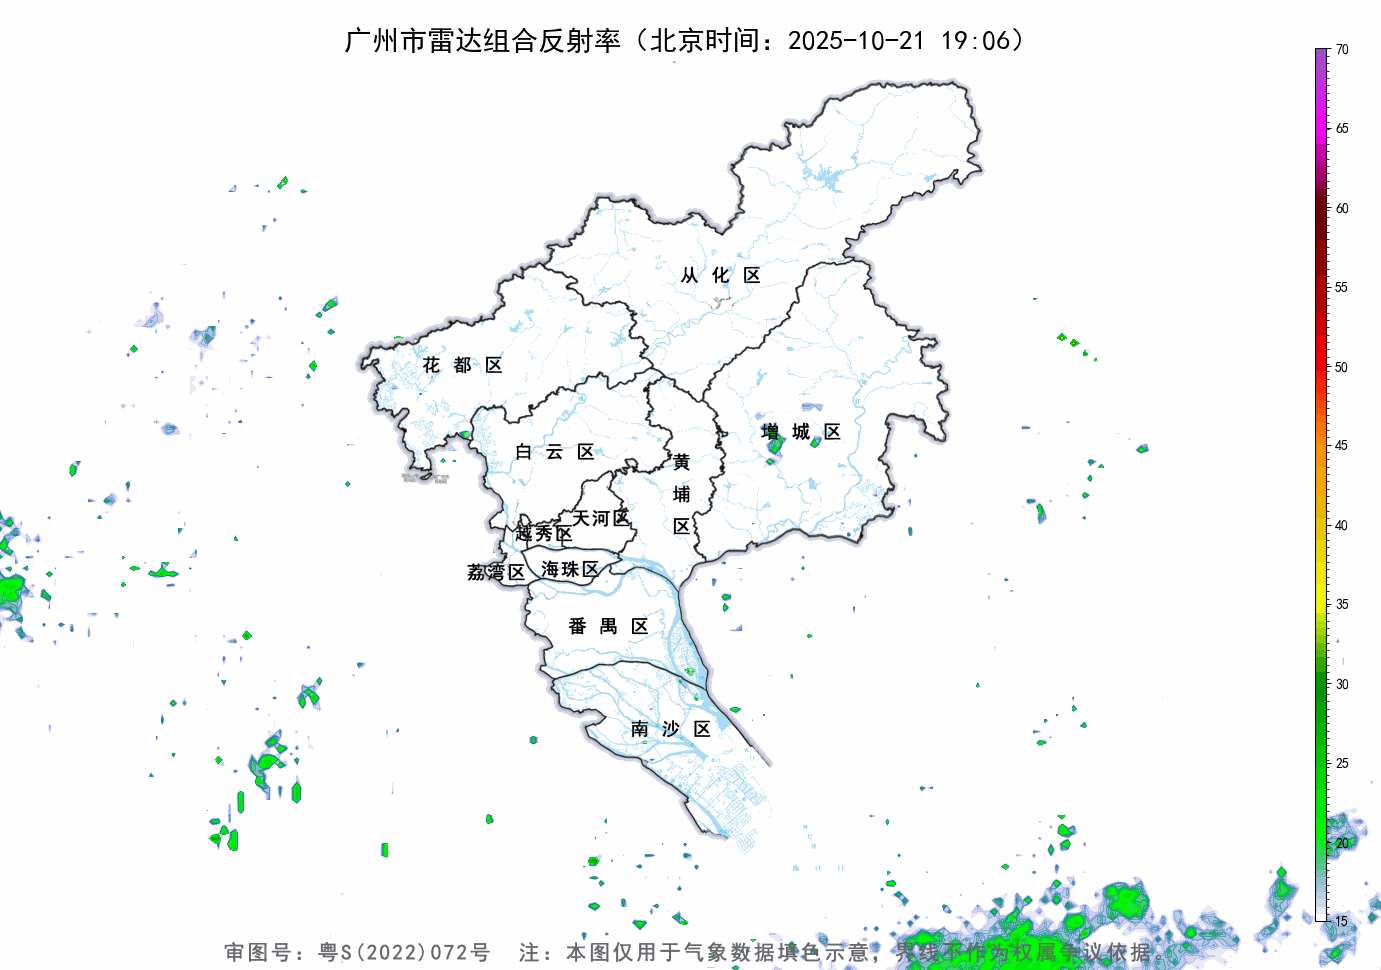 广州市雷达组合反射率（北京时间：2025-10-21 19:06）
70
65
60
55
50
45
40
35
30
25
20
15
从化区
花都区
增城区
白云区
黄埔区
天河区
越秀区
荔湾区
海珠区
番禺区
南沙区
审图号：粤S(2022)072号 注：本图仅用于气象数据填色示意，界线不作为权属争议依据。